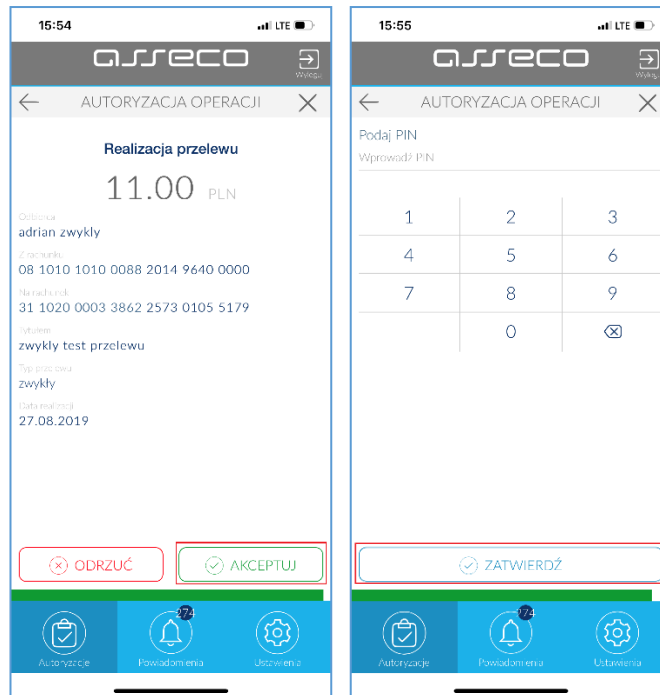 15:54
LTE
asseco
Wyloguj
AUTORYZACJA OPERACJI
Realizacja przelewu
11.00 PLN
Odbiorca
adrian zwykly
Z rachunku
08 1010 1010 0088 2014 9640 0000
Na rachunek
31 1020 0003 3862 2573 0105 5179
Tytułem
zwykly test przelewu
Typ przelewu
zwykły
Data realizacji
27.08.2019
ODRZUĆ
AKCEPTUJ
274
Autoryzacje
Powiadomienia
Ustawienia
15:55
LTE
asseco
AUTORYZACJA OPERACJI
Podaj PIN
Wprowadź PIN
1 2 3
4 5 6
7 8 9
0
ZATWIERDŹ
274
Autoryzacje
Powiadomienia
Ustawienia